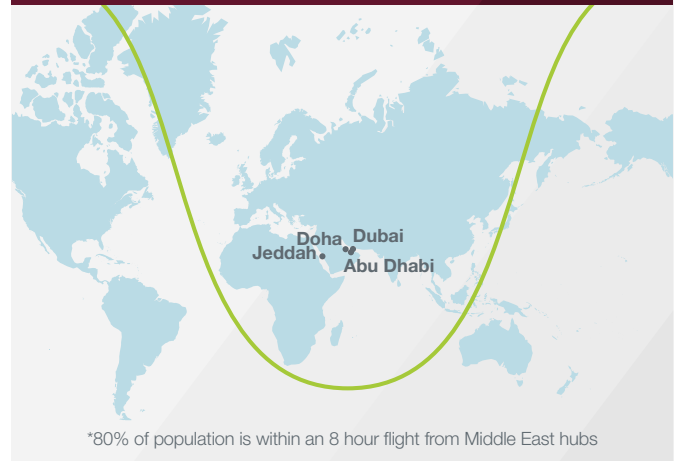 Doha Dubai
Jeddah
Abu Dhabi
*80% of population is within an 8 hour flight from Middle East hubs